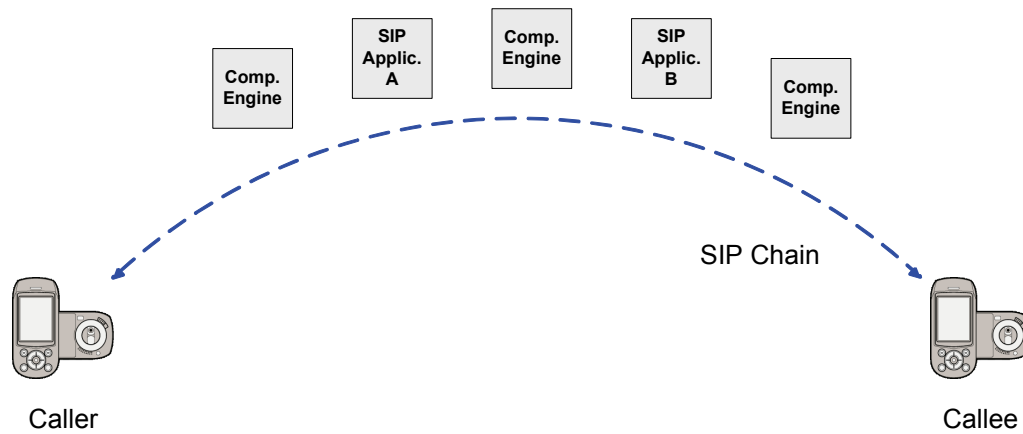 Comp.
Engine
SIP
Applic.
A
Comp.
Engine
SIP
Applic.
B
Comp.
Engine
SIP Chain
Caller
Callee